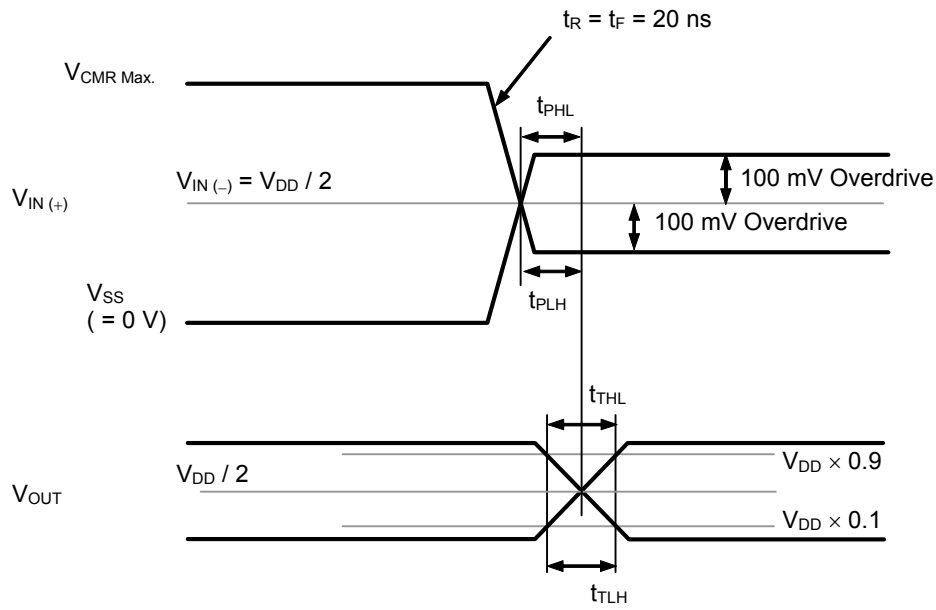 tR = tF = 20 ns
VCMR Max.
tPHL
VIN (–) = VDD / 2
100 mV Overdrive
VIN (+)
100 mV Overdrive
VSS
( = 0 V)
tPLH
tTHL
VDD / 2
VDD × 0.9
VOUT
VDD × 0.1
tTLH